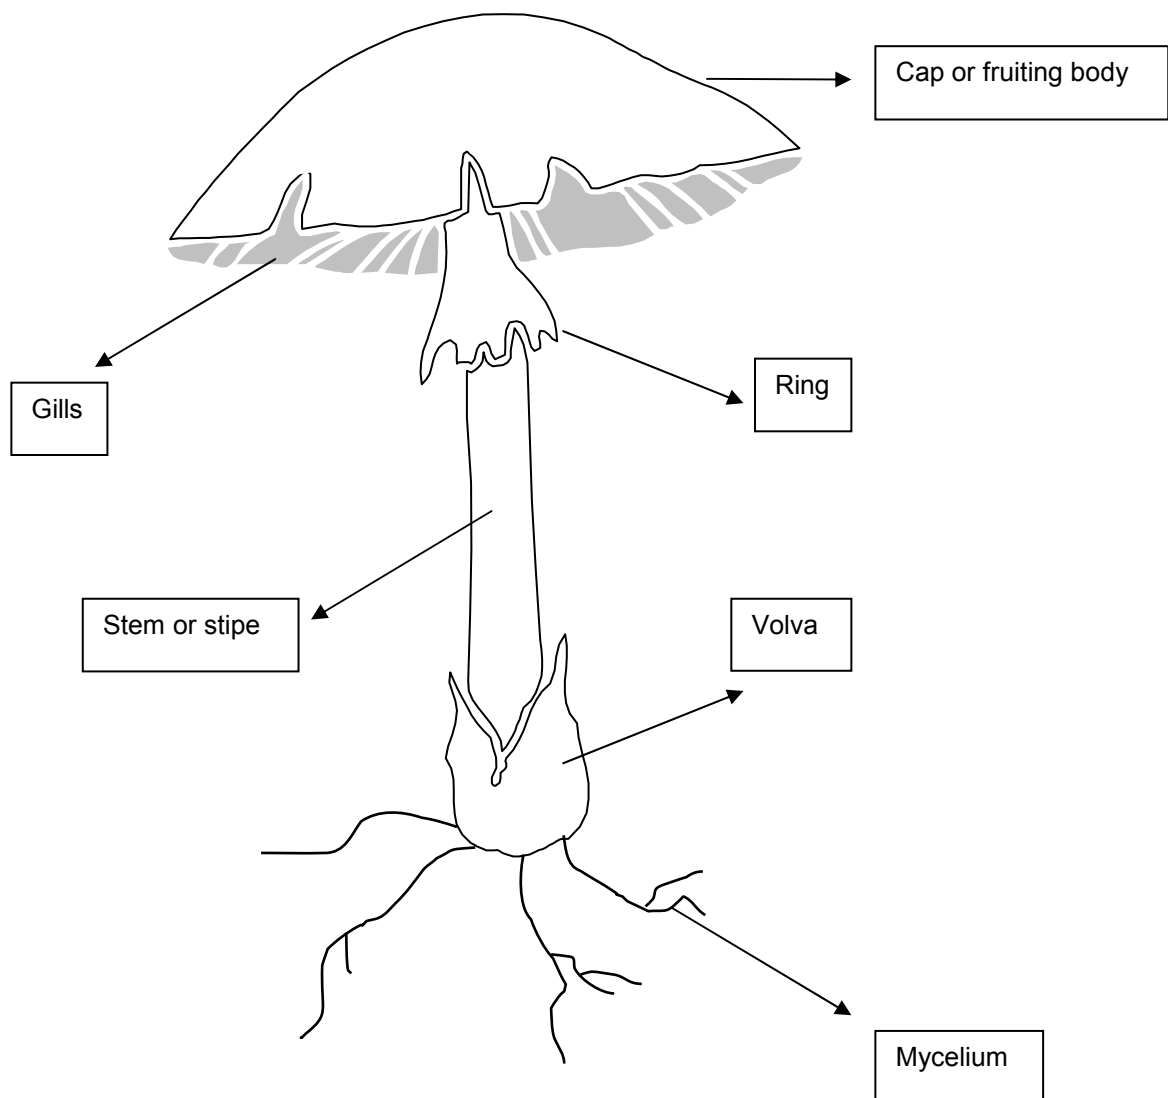 Cap or fruiting body
Ring
Gills
Stem or stipe
Volva
Mycelium